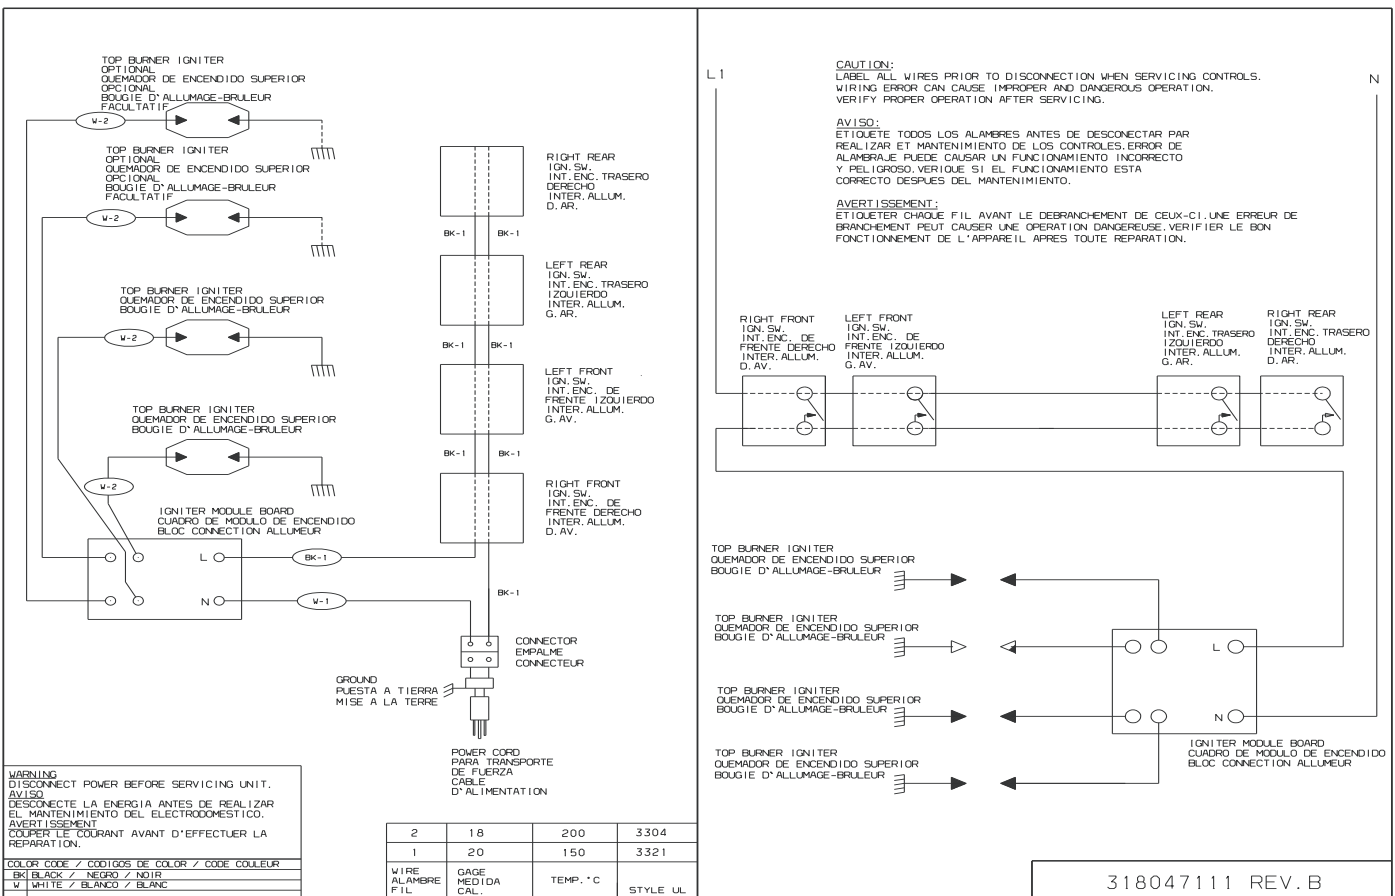 TOP BURNER IGNITER
OPTIONAL
QUEMADOR DE ENCENDIDO SUPERIOR
OPCIONAL
BOUGIE D`ALLUMAGE-BRULEUR
FACULTATIF
W-2
TOP BURNER IGNITER
OPTIONAL
QUEMADOR DE ENCENDIDO SUPERIOR
OPCIONAL
BOUGIE D`ALLUMAGE-BRULEUR
FACULTATIF
W-2
TOP BURNER IGNITER
QUEMADOR DE ENCENDIDO SUPERIOR
BOUGIE D`ALLUMAGE-BRULEUR
W-2
TOP BURNER IGNITER
QUEMADOR DE ENCENDIDO SUPERIOR
BOUGIE D`ALLUMAGE-BRULEUR
W-2
IGNITER MODULE BOARD
CUADRO DE MODULO DE ENCENDIDO
BLOC CONNECTION ALLUMEUR
L
BK-1
N
W-1
RIGHT REAR
IGN.SW.
INT.ENC.TRASERO
DERECHO
INTER.ALLUM.
D.AR.
BK-1 BK-1
LEFT REAR
IGN.SW.
INT.ENC.TRASERO
IZQUIERDO
INTER.ALLUM.
G.AR.
BK-1 BK-1
LEFT FRONT
IGN.SW.
INT.ENC. DE
FRENTE IZQUIERDO
INTER.ALLUM.
G.AV.
BK-1 BK-1
RIGHT FRONT
IGN.SW.
INT.ENC. DE
FRENTE DERECHO
INTER.ALLUM.
D.AV.
BK-1
CONNECTOR
EMPALME
CONNECTEUR
GROUND
PUESTA A TIERRA
MISE A LA TERRE
POWER CORD
PARA TRANSPORTE
DE FUERZA
CABLE
D`ALIMENTATION
WARNING
DISCONNECT POWER BEFORE SERVICING UNIT.
AVISO
DESCONECTE LA ENERGIA ANTES DE REALIZAR
EL MANTENIMIENTO DEL ELECTRODOMESTICO.
AVERTISSEMENT
COUPER LE COURANT AVANT D'EFFECTUER LA
REPARATION.
COLOR CODE / CODIGOS DE COLOR / CODE COULEUR
BK BLACK / NEGRO / NOIR
W WHITE / BLANCO / BLANC
2 18 200 3304
1 20 150 3321
WIRE
ALAMBRE
FIL
GAGE
MEDIDA
CAL.
TEMP.°C
STYLE UL
L1
N
CAUTION:
LABEL ALL WIRES PRIOR TO DISCONNECTION WHEN SERVICING CONTROLS.
WIRING ERROR CAN CAUSE IMPROPER AND DANGEROUS OPERATION.
VERIFY PROPER OPERATION AFTER SERVICING.
AVISO:
ETIQUETE TODOS LOS ALAMBRES ANTES DE DESCONECTAR PAR
REALIZAR ET MANTENIMIENTO DE LOS CONTROLES.ERROR DE
ALAMBRAJE PUEDE CAUSAR UN FUNCIONAMIENTO INCORRECTO
Y PELIGROSO.VERIQUE SI EL FUNCIONAMIENTO ESTA
CORRECTO DESPUES DEL MANTENIMIENTO.
AVERTISSEMENT:
ETIQUETER CHAQUE FIL AVANT LE DEBRANCHEMENT DE CEUX-CI.UNE ERREUR DE
BRANCHEMENT PEUT CAUSER UNE OPERATION DANGEREUSE.VERIFIER LE BON
FONCTIONNEMENT DE L'APPAREIL APRES TOUTE REPARATION.
RIGHT FRONT
IGN.SW.
INT.ENC. DE
FRENTE DERECHO
INTER.ALLUM.
D.AV.
LEFT FRONT
IGN.SW.
INT.ENC. DE
FRENTE IZQUIERDO
INTER.ALLUM.
G.AV.
LEFT REAR
IGN.SW.
INT.ENC.TRASERO
IZQUIERDO
INTER.ALLUM.
G.AR.
RIGHT REAR
IGN.SW.
INT.ENC.TRASERO
DERECHO
INTER.ALLUM.
D.AR.
TOP BURNER IGNITER
QUEMADOR DE ENCENDIDO SUPERIOR
BOUGIE D`ALLUMAGE-BRULEUR
TOP BURNER IGNITER
QUEMADOR DE ENCENDIDO SUPERIOR
BOUGIE D`ALLUMAGE-BRULEUR
TOP BURNER IGNITER
QUEMADOR DE ENCENDIDO SUPERIOR
BOUGIE D`ALLUMAGE-BRULEUR
TOP BURNER IGNITER
QUEMADOR DE ENCENDIDO SUPERIOR
BOUGIE D`ALLUMAGE-BRULEUR
L
N
IGNITER MODULE BOARD
CUADRO DE MODULO DE ENCENDIDO
BLOC CONNECTION ALLUMEUR
318047111 REV.B